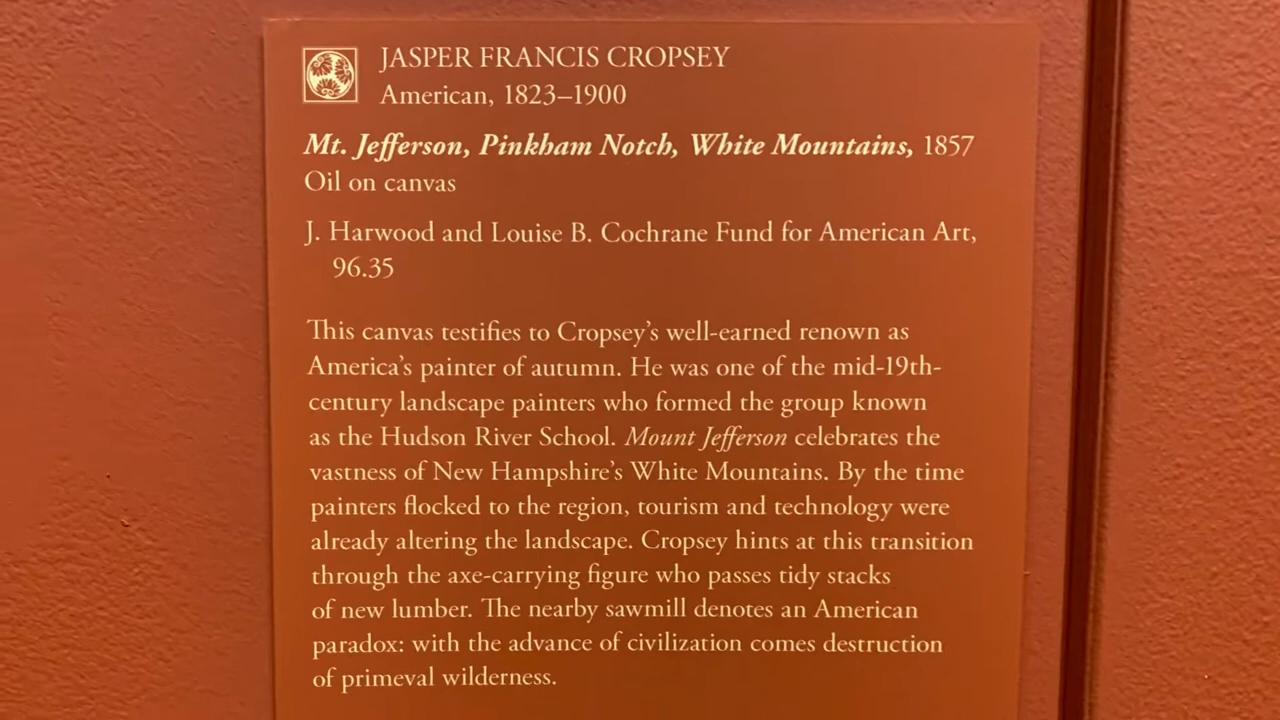 JASPER FRANCIS CROPSEY
American, 1823–1900
Mt. Jefferson, Pinkham Notch, White Mountains, 1857
Oil on canvas
J. Harwood and Louise B. Cochrane Fund for American Art,
96.35
This canvas testifies to Cropsey’s well-earned renown as
America’s painter of autumn. He was one of the mid-19th-
century landscape painters who formed the group known
as the Hudson River School. Mount Jefferson celebrates the
vastness of New Hampshire’s White Mountains. By the time
painters flocked to the region, tourism and technology were
already altering the landscape. Cropsey hints at this transition
through the axe-carrying figure who passes tidy stacks
of new lumber. The nearby sawmill denotes an American
paradox: with the advance of civilization comes destruction
of primeval wilderness.